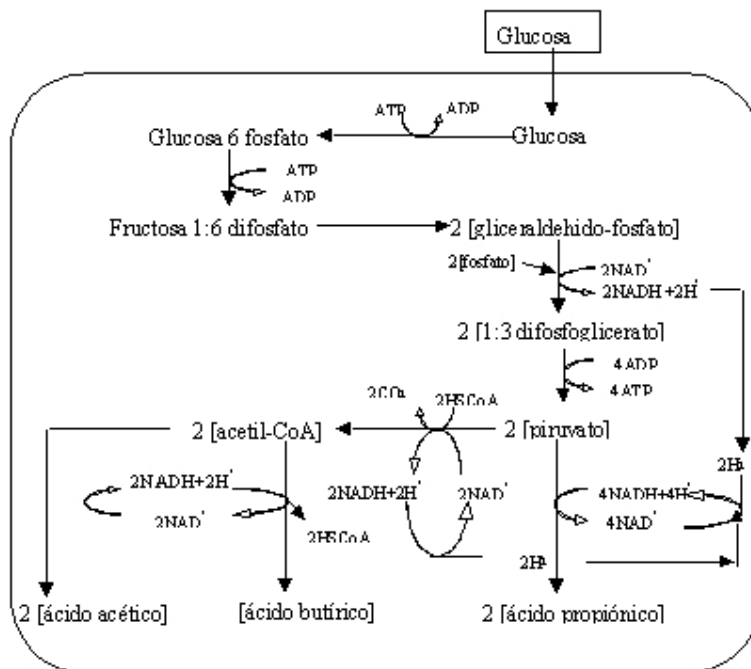 Glucosa
ATP ADP
Glucosa 6 fosfato Glucosa
ATP
ADP
Fructosa 1:6 difosfato 2 [gliceraldehido-fosfato]
2[fosfato] 2NAD⁺
2NADH+2H⁺
2 [1:3 difosfoglicerato]
4ADP
4ATP
2CO₂ 2HSCoA
2 [acetil-CoA] 2 [piruvato]
2H₂
2NADH+2H⁺ 2NADH+2H⁺ 2NAD⁺ 4NADH+4H⁺
2NAD⁺ 4NAD⁺
2HSCoA
2H₂
2 [ácido acético] [ácido butírico] 2 [ácido propiónico]